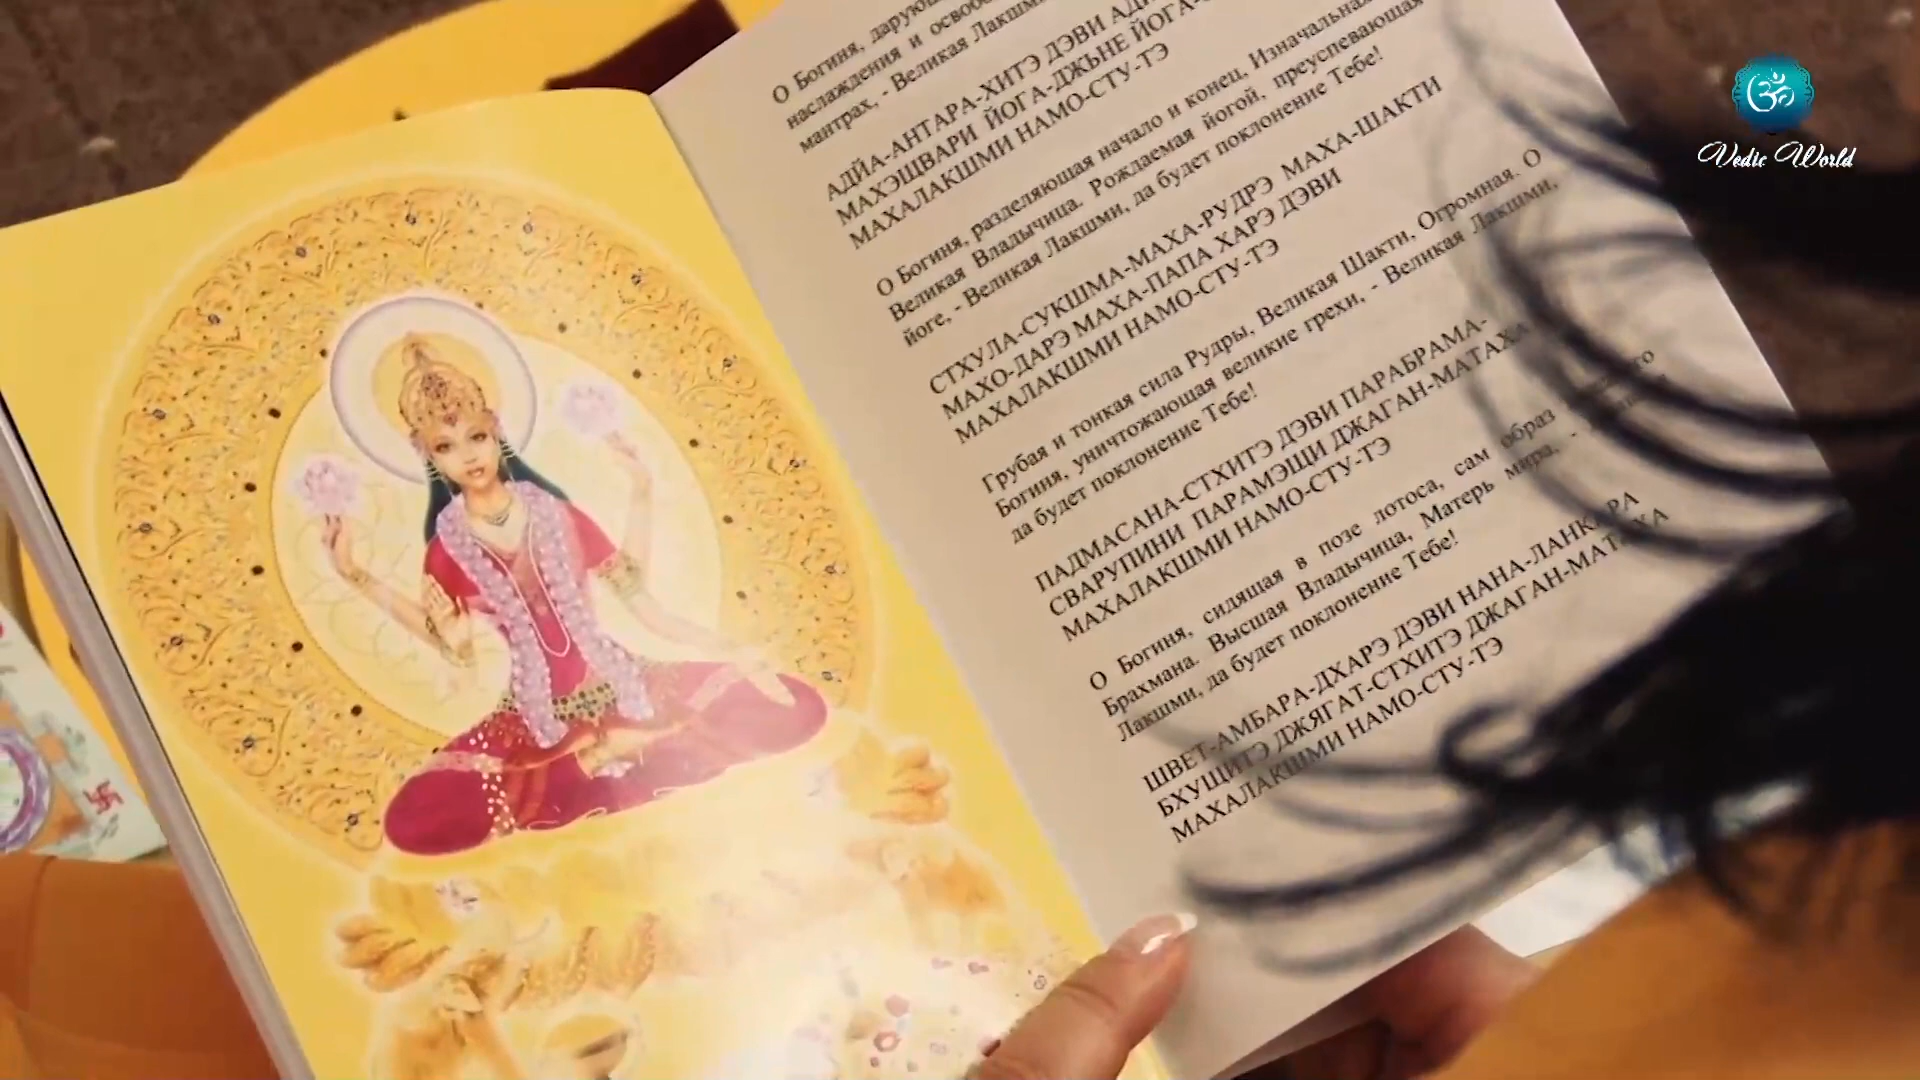 О Богиня, дарующая
наслаждения и
мантрах, - Великая Лакшми
АДЙА-АНТАРА-ХИТЭ ДЭВИ
МАХЭЩВАРИ ЙОГА-ДЖЬНЕ
МАХАЛАКШМИ НАМО-СТУ-ТЭ
О Богиня, разделяющая начало и конец, Изначальная
Великая Владычица. Рождаемая йогой, преуспевающая
йоге, - Великая Лакшми, да будет поклонение Тебе!
СТХУЛА-СУКШМА-МАХА-РУДРЭ МАХА-ШАКТИ
МАХО-ДАРЭ МАХА-ПАПА ХАРЭ ДЭВИ
МАХАЛАКШМИ НАМО-СТУ-ТЭ
Грубая и тонкая сила Рудры, Великая Шакти, Огромная. О
Богиня, уничтожающая великие грехи, - Великая Лакшми,
да будет поклонение Тебе!
ПАДМАСАНА-СТХИТЭ ДЭВИ ПАРАБРАМА-
СВАРУПИНИ ПАРАМЭЩИ ДЖАГАН-МАТАХА
МАХАЛАКШМИ НАМО-СТУ-ТЭ
О Богиня, сидящая в позе лотоса, сам образ
Брахмана. Высшая Владычица, Матерь мира, -
Лакшми, да будет поклонение Тебе!
ШВЕТ-АМБАРА-ДХАРЭ ДЭВИ НАНА-ЛАНКАРА
БХУЩИТЭ ДЖЯГАТ-СТХИТЭ ДЖАГАН-МАТАХА
МАХАЛАКШМИ НАМО-СТУ-ТЭ
ॐ
Vedic World